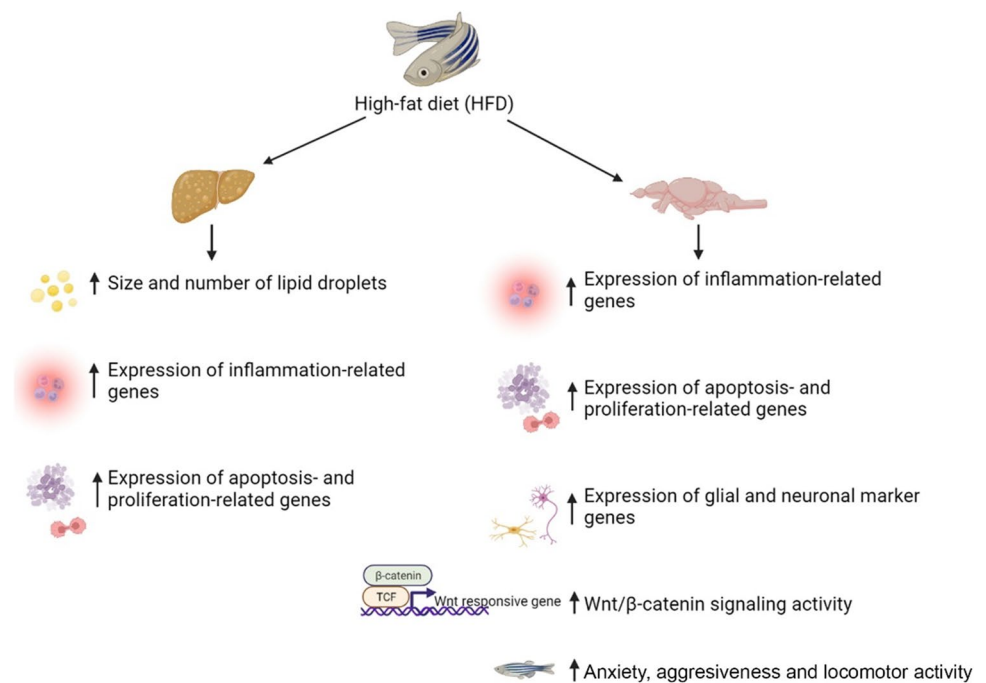 High-fat diet (HFD)
Size and number of lipid droplets
Expression of inflammation-related
genes
Expression of apoptosis- and
proliferation-related genes
Expression of inflammation-related
genes
Expression of apoptosis- and
proliferation-related genes
Expression of glial and neuronal marker
genes
β-catenin
TCF
Wnt responsive gene
Wnt/β-catenin signaling activity
Anxiety, aggresiveness and locomotor activity